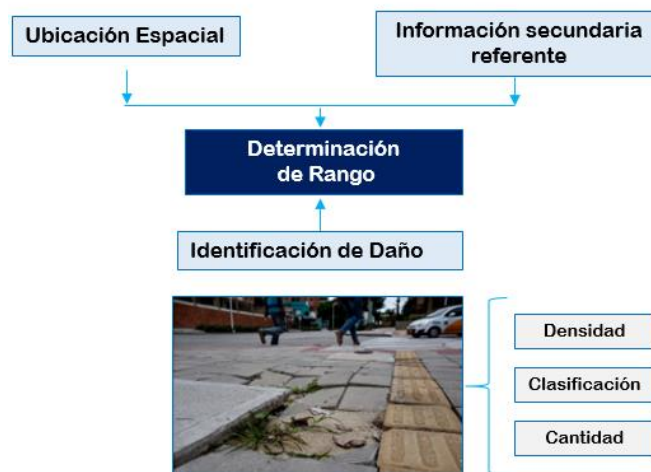 Ubicación Espacial
Información secundaria
referente
Determinación
de Rango
Identificación de Daño
Densidad
Clasificación
Cantidad